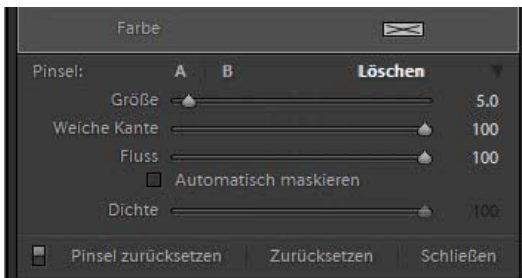 Farbe
Pinsel: A B Löschen
Größe 5.0
Weiche Kante 100
Fluss 100
Automatisch maskieren
Dichte 100
Pinsel zurücksetzen Zurücksetzen Schließen